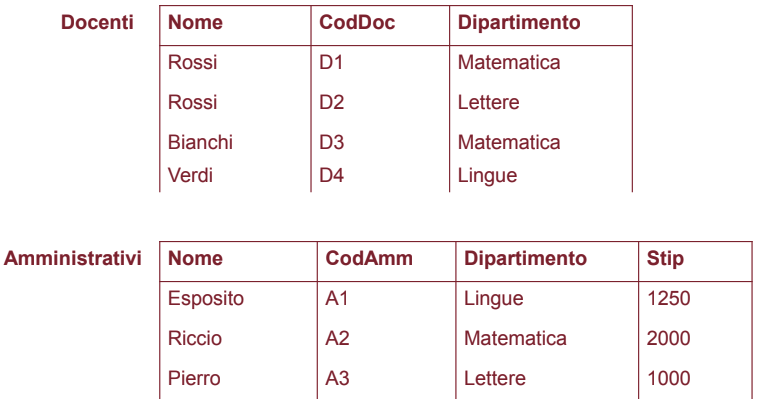 Docenti Nome CodDoc Dipartimento
Rossi D1 Matematica
Rossi D2 Lettere
Bianchi D3 Matematica
Verdi D4 Lingue
Amministrativi Nome CodAmm Dipartimento Stip
Esposito A1 Lingue 1250
Riccio A2 Matematica 2000
Pierro A3 Lettere 1000